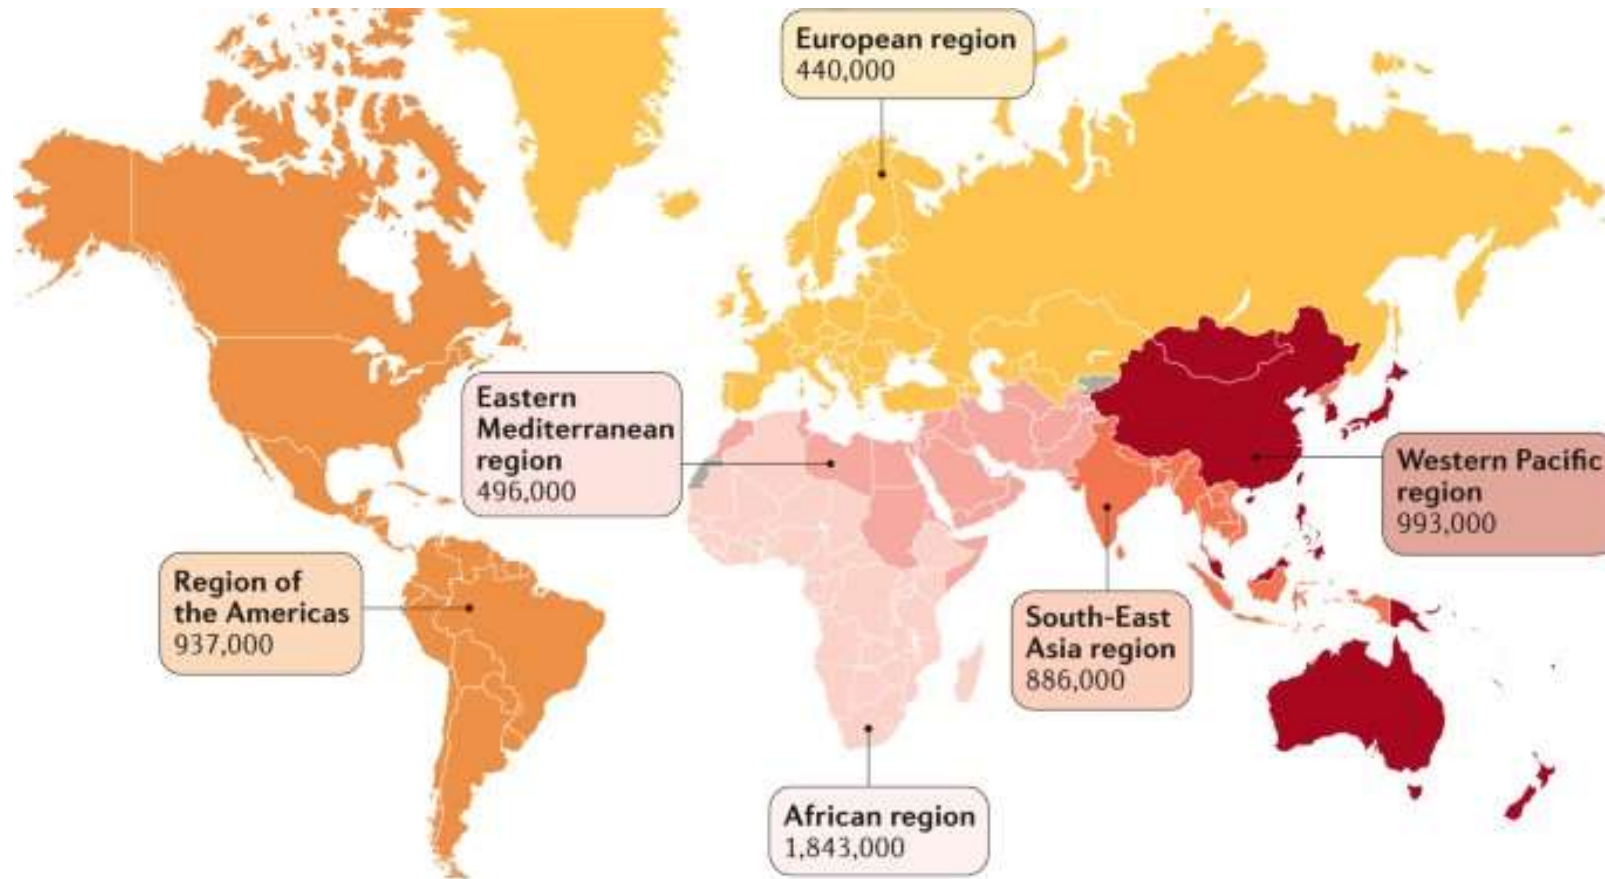 European region
440,000
Eastern
Mediterranean
region
496,000
Western Pacific
region
993,000
Region of
the Americas
937,000
South-East
Asia region
886,000
African region
1,843,000